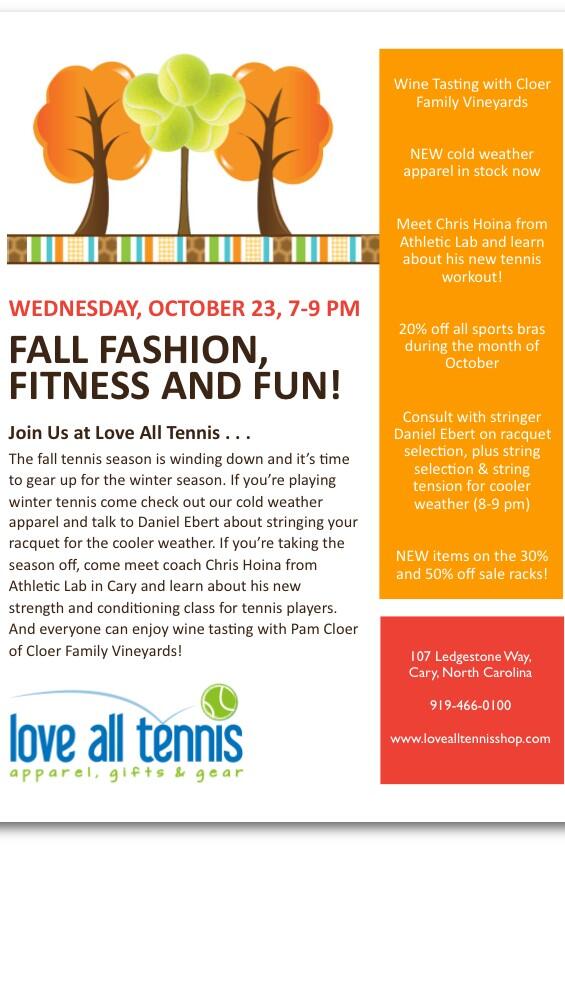 WEDNESDAY, OCTOBER 23, 7-9 PM
FALL FASHION,
FITNESS AND FUN!
Join Us at Love All Tennis . . .
The fall tennis season is winding down and it's time
to gear up for the winter season. If you're playing
winter tennis come check out our cold weather
apparel and talk to Daniel Ebert about stringing your
racquet for the cooler weather. If you're taking the
season off, come meet coach Chris Hoina from
Athletic Lab in Cary and learn about his new
strength and conditioning class for tennis players.
And everyone can enjoy wine tasting with Pam Cloer
of Cloer Family Vineyards!
love all tennis
apparel, gifts & gear
Wine Tasting with Cloer
Family Vineyards
NEW cold weather
apparel in stock now
Meet Chris Hoina from
Athletic Lab and learn
about his new tennis
workout!
20% off all sports bras
during the month of
October
Consult with stringer
Daniel Ebert on racquet
selection, plus string
selection & string
tension for cooler
weather (8-9 pm)
NEW items on the 30%
and 50% off sale racks!
107 Ledgestone Way,
Cary, North Carolina
919-466-0100
www.lovealltennisshop.com